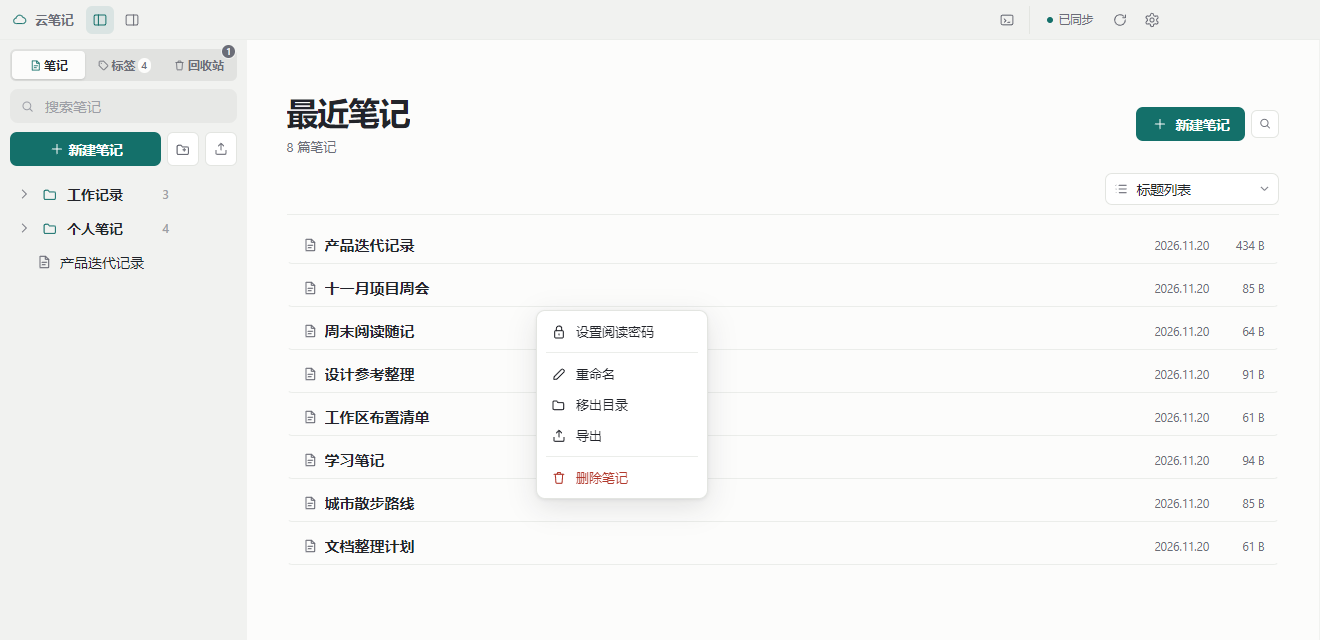 云笔记
已同步
笔记
标签 4
回收站 1
搜索笔记
新建笔记
工作记录 3
个人笔记 4
产品迭代记录
最近笔记
8 篇笔记
新建笔记
标题列表
产品迭代记录 2026.11.20 434 B
十一月项目周会 2026.11.20 85 B
周末阅读随记 2026.11.20 64 B
设计参考整理 2026.11.20 91 B
工作区布置清单 2026.11.20 61 B
学习笔记 2026.11.20 94 B
城市散步路线 2026.11.20 85 B
文档整理计划 2026.11.20 61 B
设置阅读密码
重命名
移出目录
导出
删除笔记